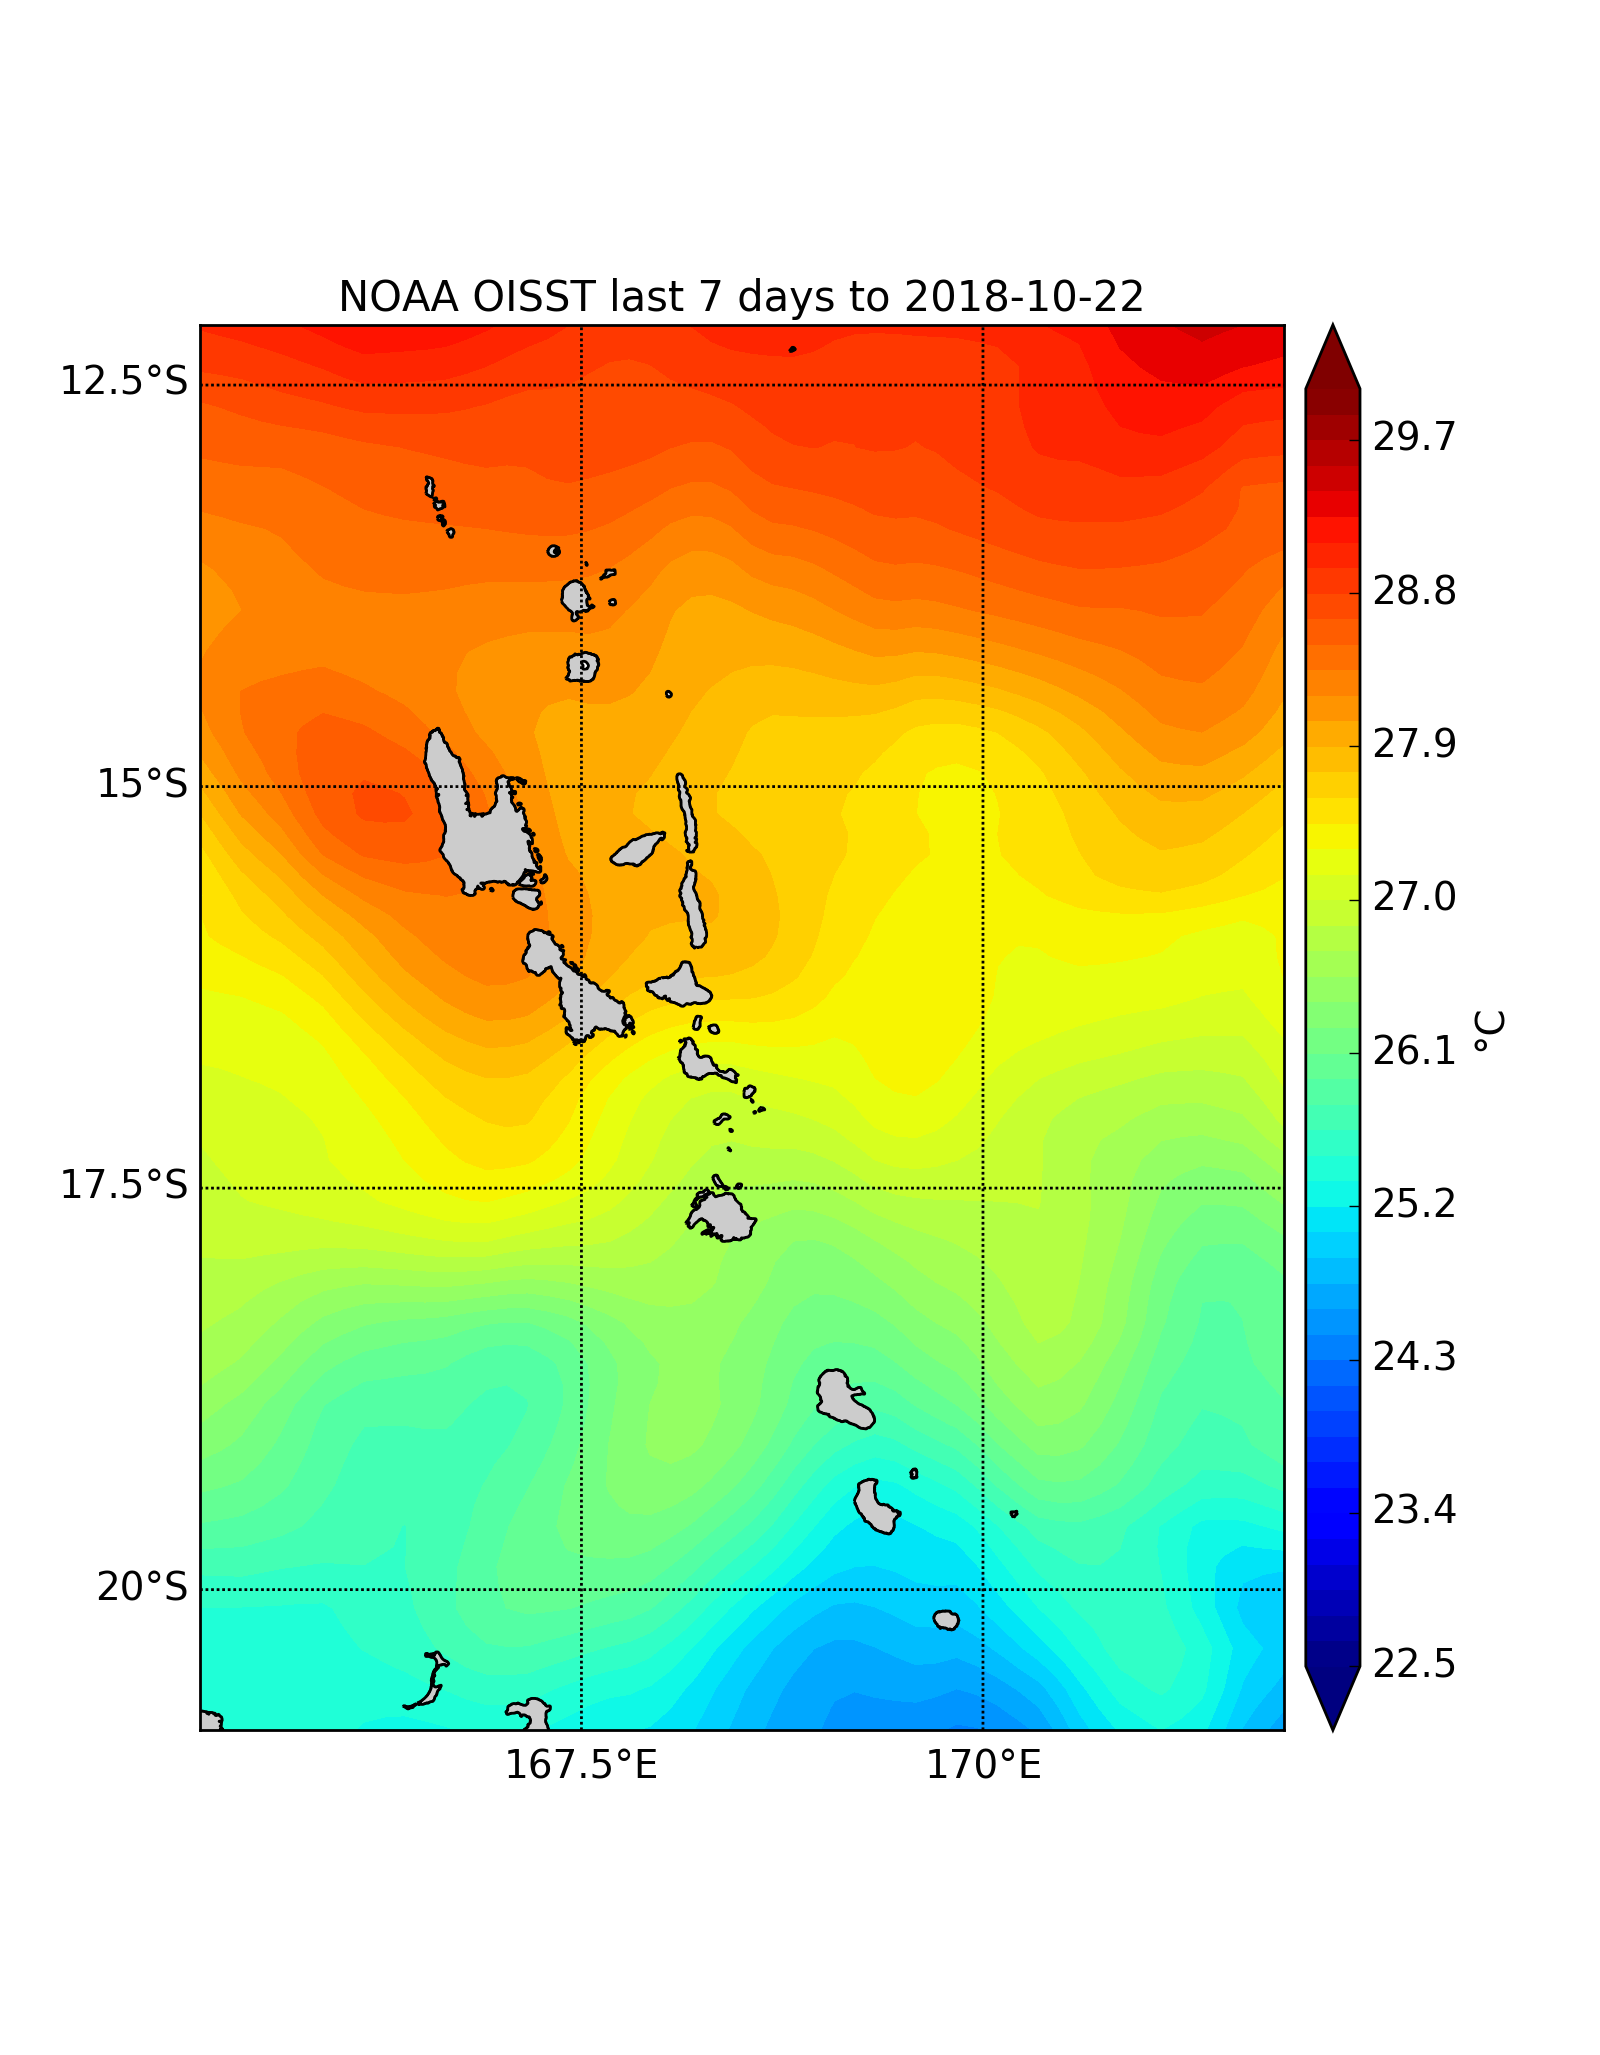 NOAA OISST last 7 days to 2018-10-22
12.5°S
15°S
17.5°S
20°S
167.5°E
170°E
29.7
28.8
27.9
27.0
26.1
25.2
24.3
23.4
22.5
°C